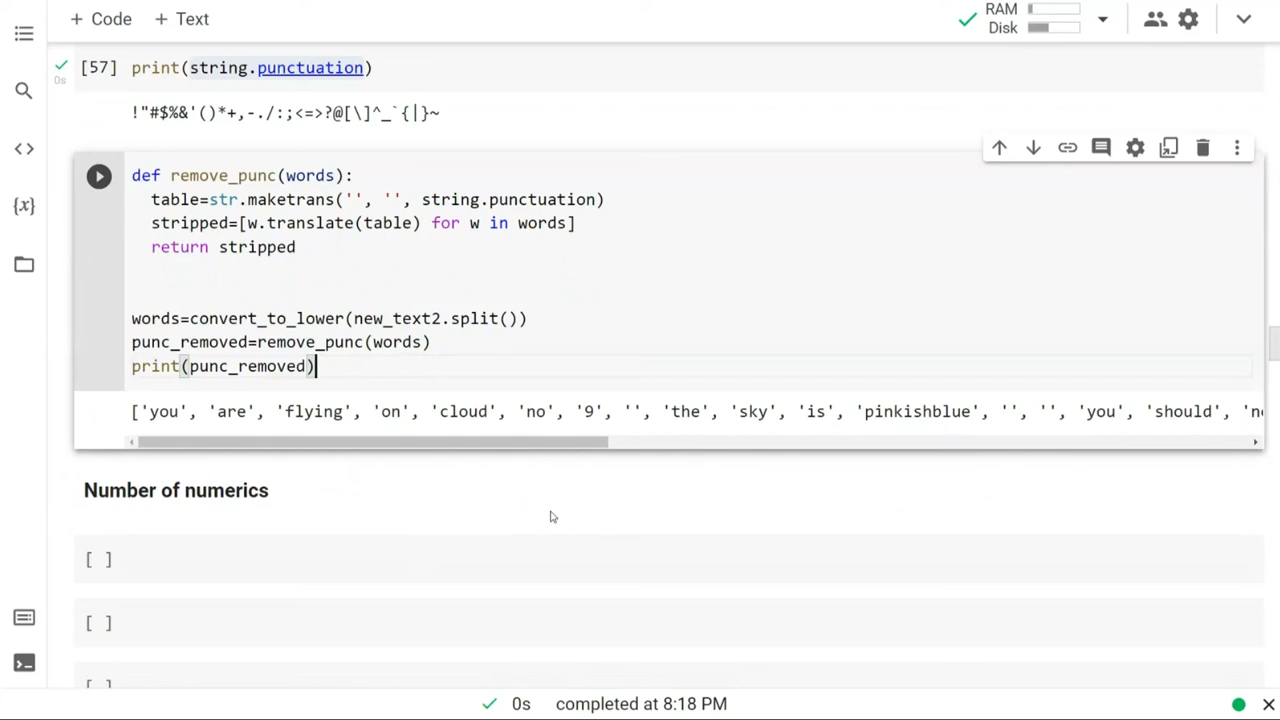 + Code + Text
RAM
Disk
[57] print(string.punctuation)
0s
!"#$%&'()*+,-./:;<=>?@[\]^_`{|}~
def remove_punc(words):
  table=str.maketrans('', '', string.punctuation)
  stripped=[w.translate(table) for w in words]
  return stripped
words=convert_to_lower(new_text2.split())
punc_removed=remove_punc(words)
print(punc_removed)
['you', 'are', 'flying', 'on', 'cloud', 'no', '9', '', 'the', 'sky', 'is', 'pinkishblue', '', '', 'you', 'should',
Number of numerics
[ ]
[ ]
[ ]
0s completed at 8:18 PM